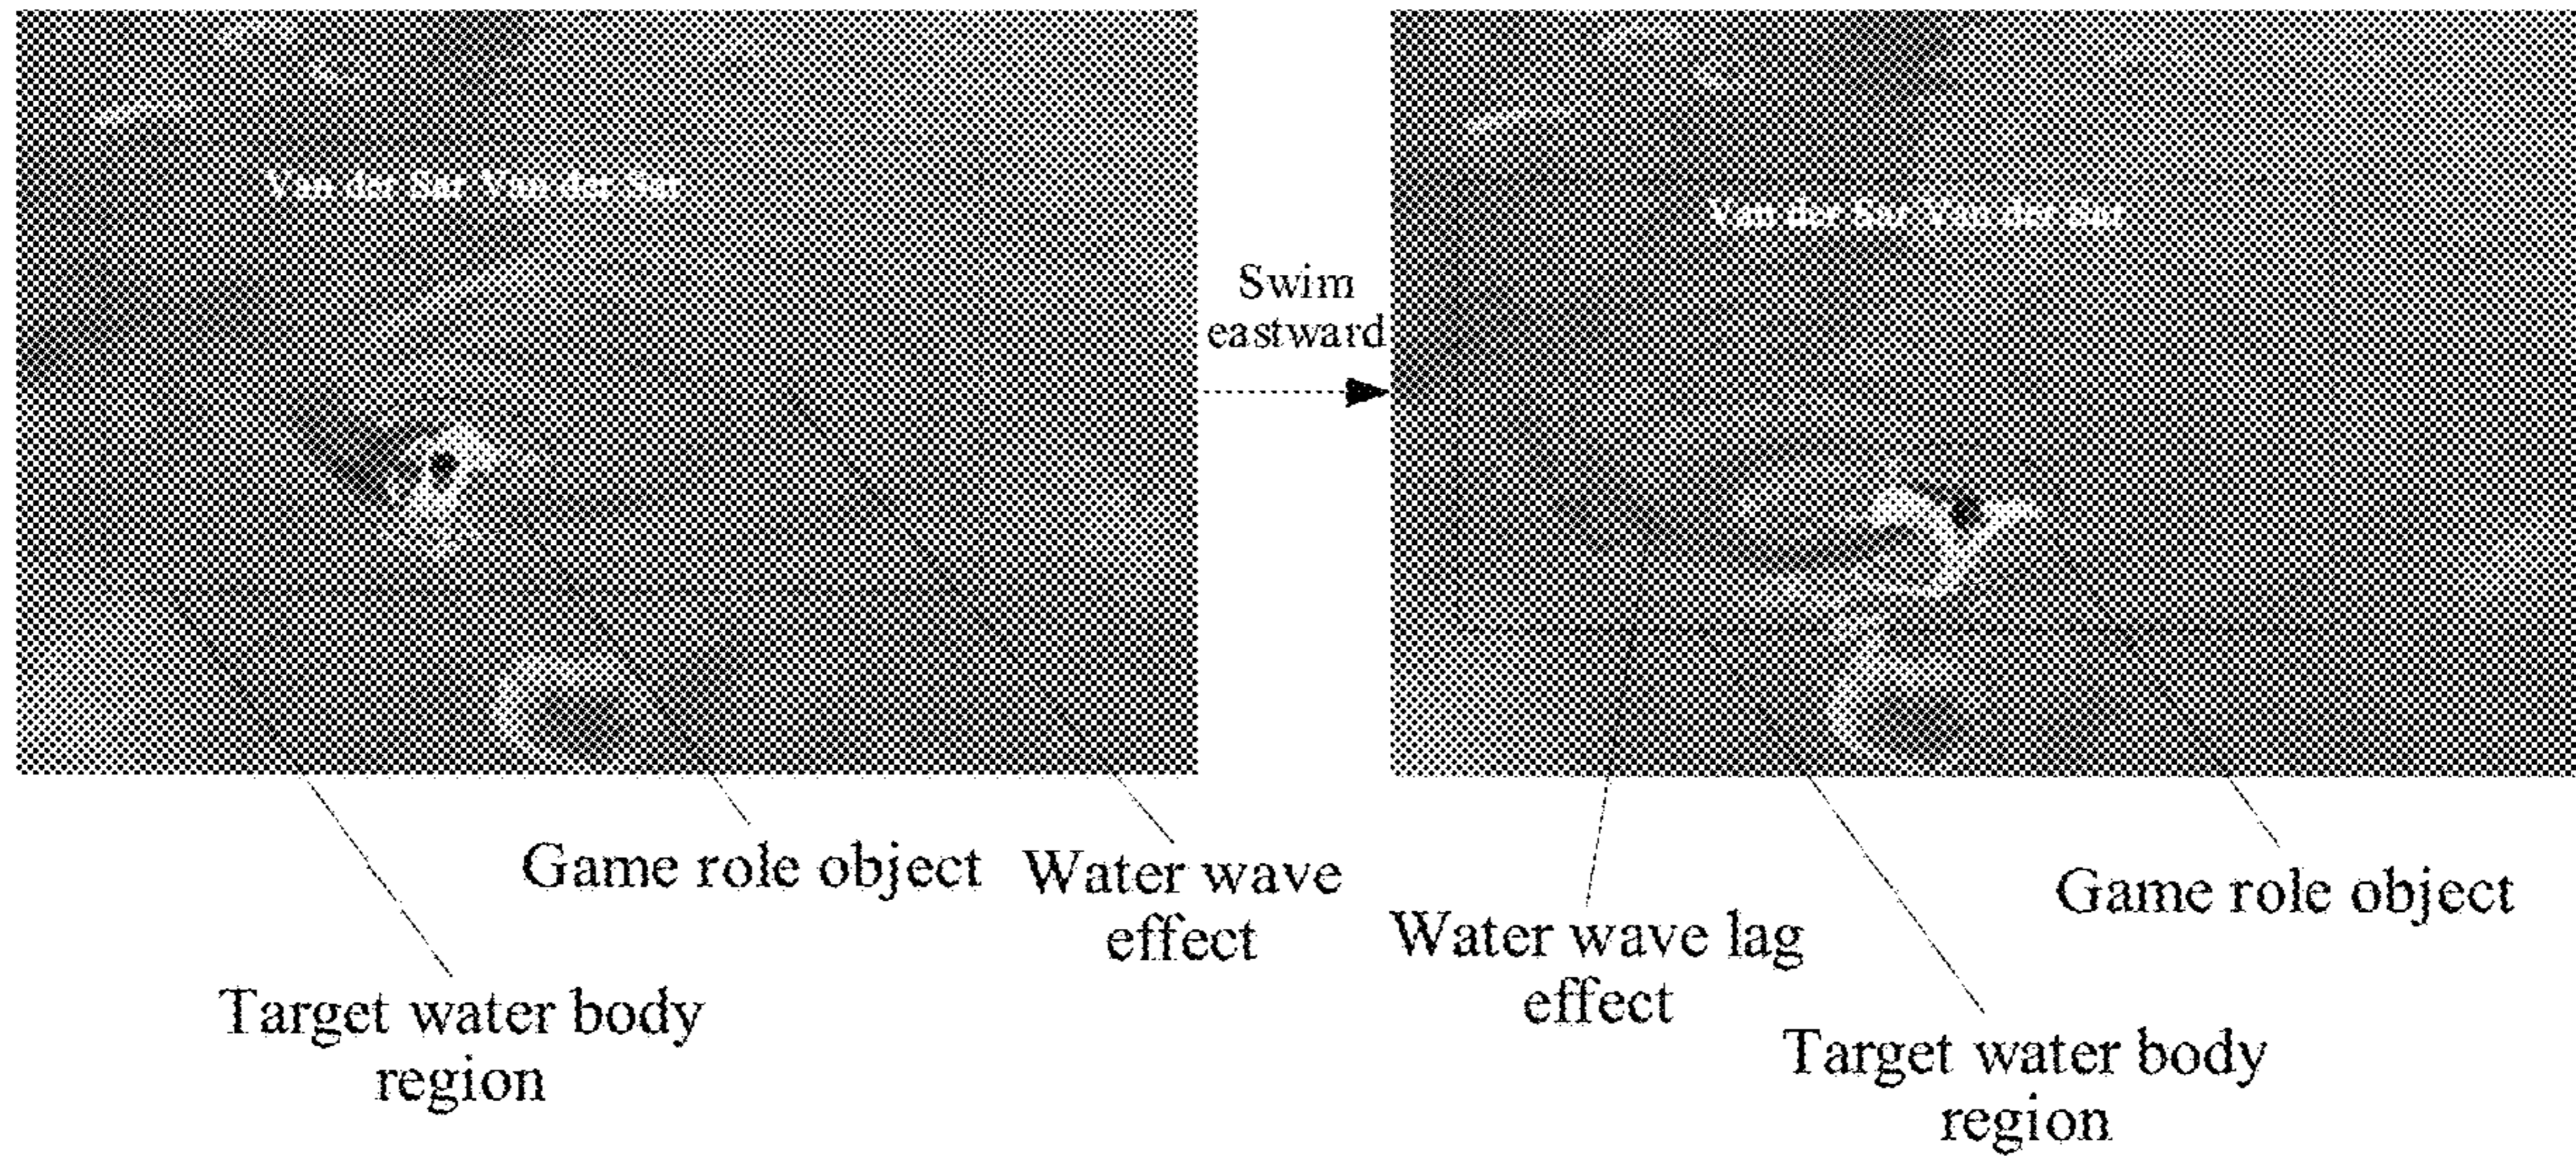 Van der Sar Van der Sar
Swim
eastward
Van der Sar Van der Sar
Game role object
Water wave
effect
Target water body
region
Water wave lag
effect
Game role object
Target water body
region